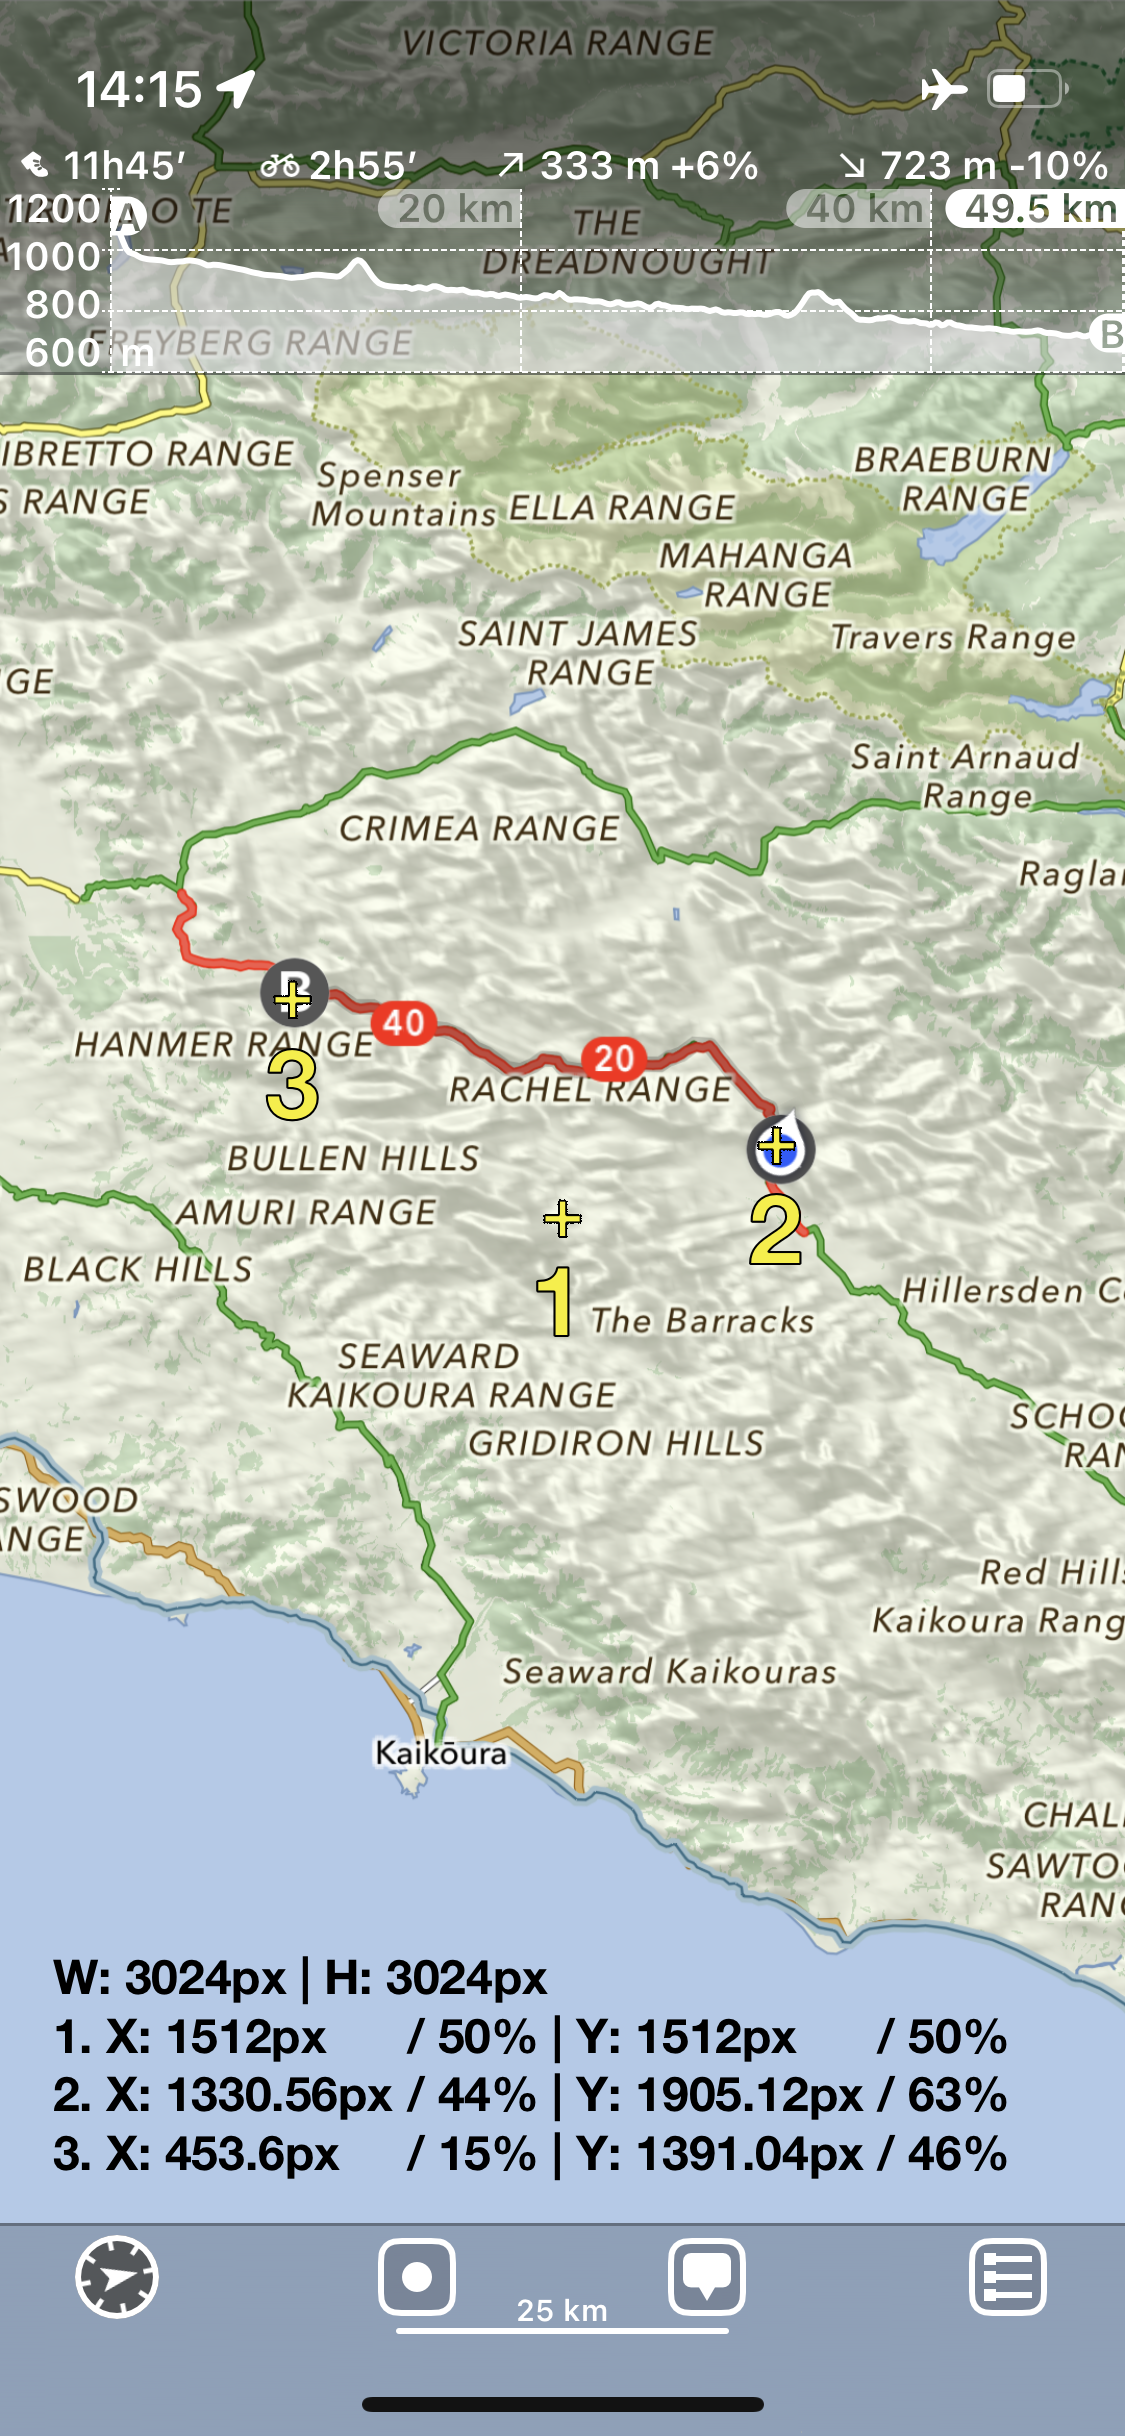 VICTORIA RANGE
14:15
11h45’ 2h55’ 333 m +6% 723 m -10%
1200 A O TE 20 km THE 40 km 49.5 km
1000 DREADNOUGHT
800
FREYBERG RANGE B
600 m
IBRETTO RANGE
S RANGE
Spenser
Mountains
ELLA RANGE
BRAEBURN
RANGE
MAHANGA
RANGE
SAINT JAMES
RANGE
Travers Range
GE
Saint Arnaud
Range
CRIMEA RANGE
Raglan
B
40
20
HANMER RANGE
3
RACHEL RANGE
BULLEN HILLS
AMURI RANGE
2
BLACK HILLS
1
Hillersden C
The Barracks
SEAWARD
KAIKOURA RANGE
SCHOO
RAN
GRIDIRON HILLS
SWOOD
ANGE
Red Hills
Kaikoura Rang
Seaward Kaikouras
Kaikōura
CHAL
SAWTO
RANG
W: 3024px | H: 3024px
1. X: 1512px / 50% | Y: 1512px / 50%
2. X: 1330.56px / 44% | Y: 1905.12px / 63%
3. X: 453.6px / 15% | Y: 1391.04px / 46%
25 km